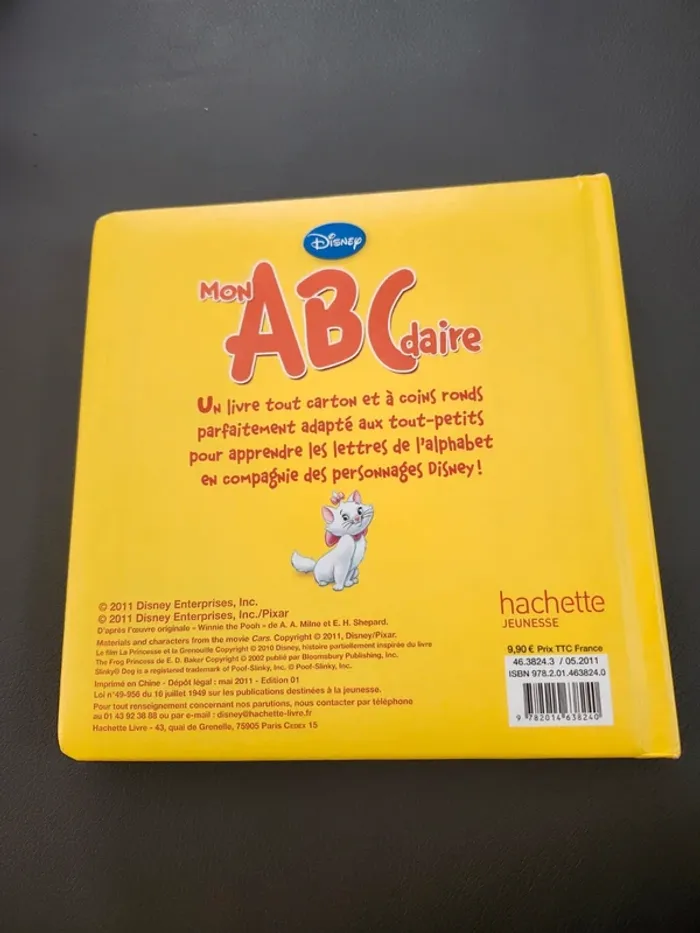 Disney
Mon ABCdaire
Un livre tout carton et à coins ronds
parfaitement adapté aux tout-petits
pour apprendre les lettres de l'alphabet
en compagnie des personnages Disney !
© 2011 Disney Enterprises, Inc.
© 2011 Disney Enterprises, Inc./Pixar
D'après l'œuvre originale - Winnie the Pooh - de A. A. Milne et E. H. Shepard.
Materials and characters from the movie Cars. Copyright © 2011, Disney/Pixar.
Le film La Princesse et la Grenouille Copyright © 2010 Disney, histoire partiellement inspirée du livre
The Frog Princess de E. D. Baker Copyright © 2002 publié par Bloomsbury Publishing, Inc.
Slinky® Dog is a registered trademark of Poof-Slinky, Inc. © Poof-Slinky, Inc.
Imprimé en Chine - Dépôt légal : mai 2011 - Edition 01
Loi n°49-956 du 16 juillet 1949 sur les publications destinées à la jeunesse.
Pour tout renseignement concernant nos parutions, nous contacter par téléphone
au 01 43 92 38 88 ou par e-mail : disney@hachette-livre.fr
Hachette Livre - 43, quai de Grenelle, 75905 Paris Cedex 15
hachette
JEUNESSE
9,90 € Prix TTC France
46.3824.3 / 05.2011
ISBN 978.2.01.463824.0
9 782014 638240